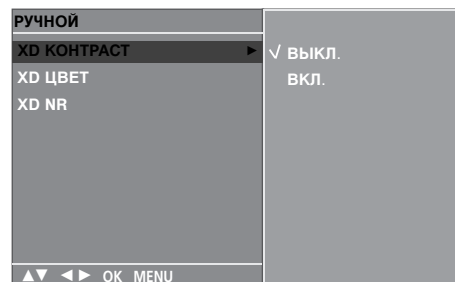 РУЧНОЙ
XD КОНТРАСТ ►
XD ЦВЕТ
XD NR
√ ВЫКЛ.
ВКЛ.
▲▼ ◄► OK MENU